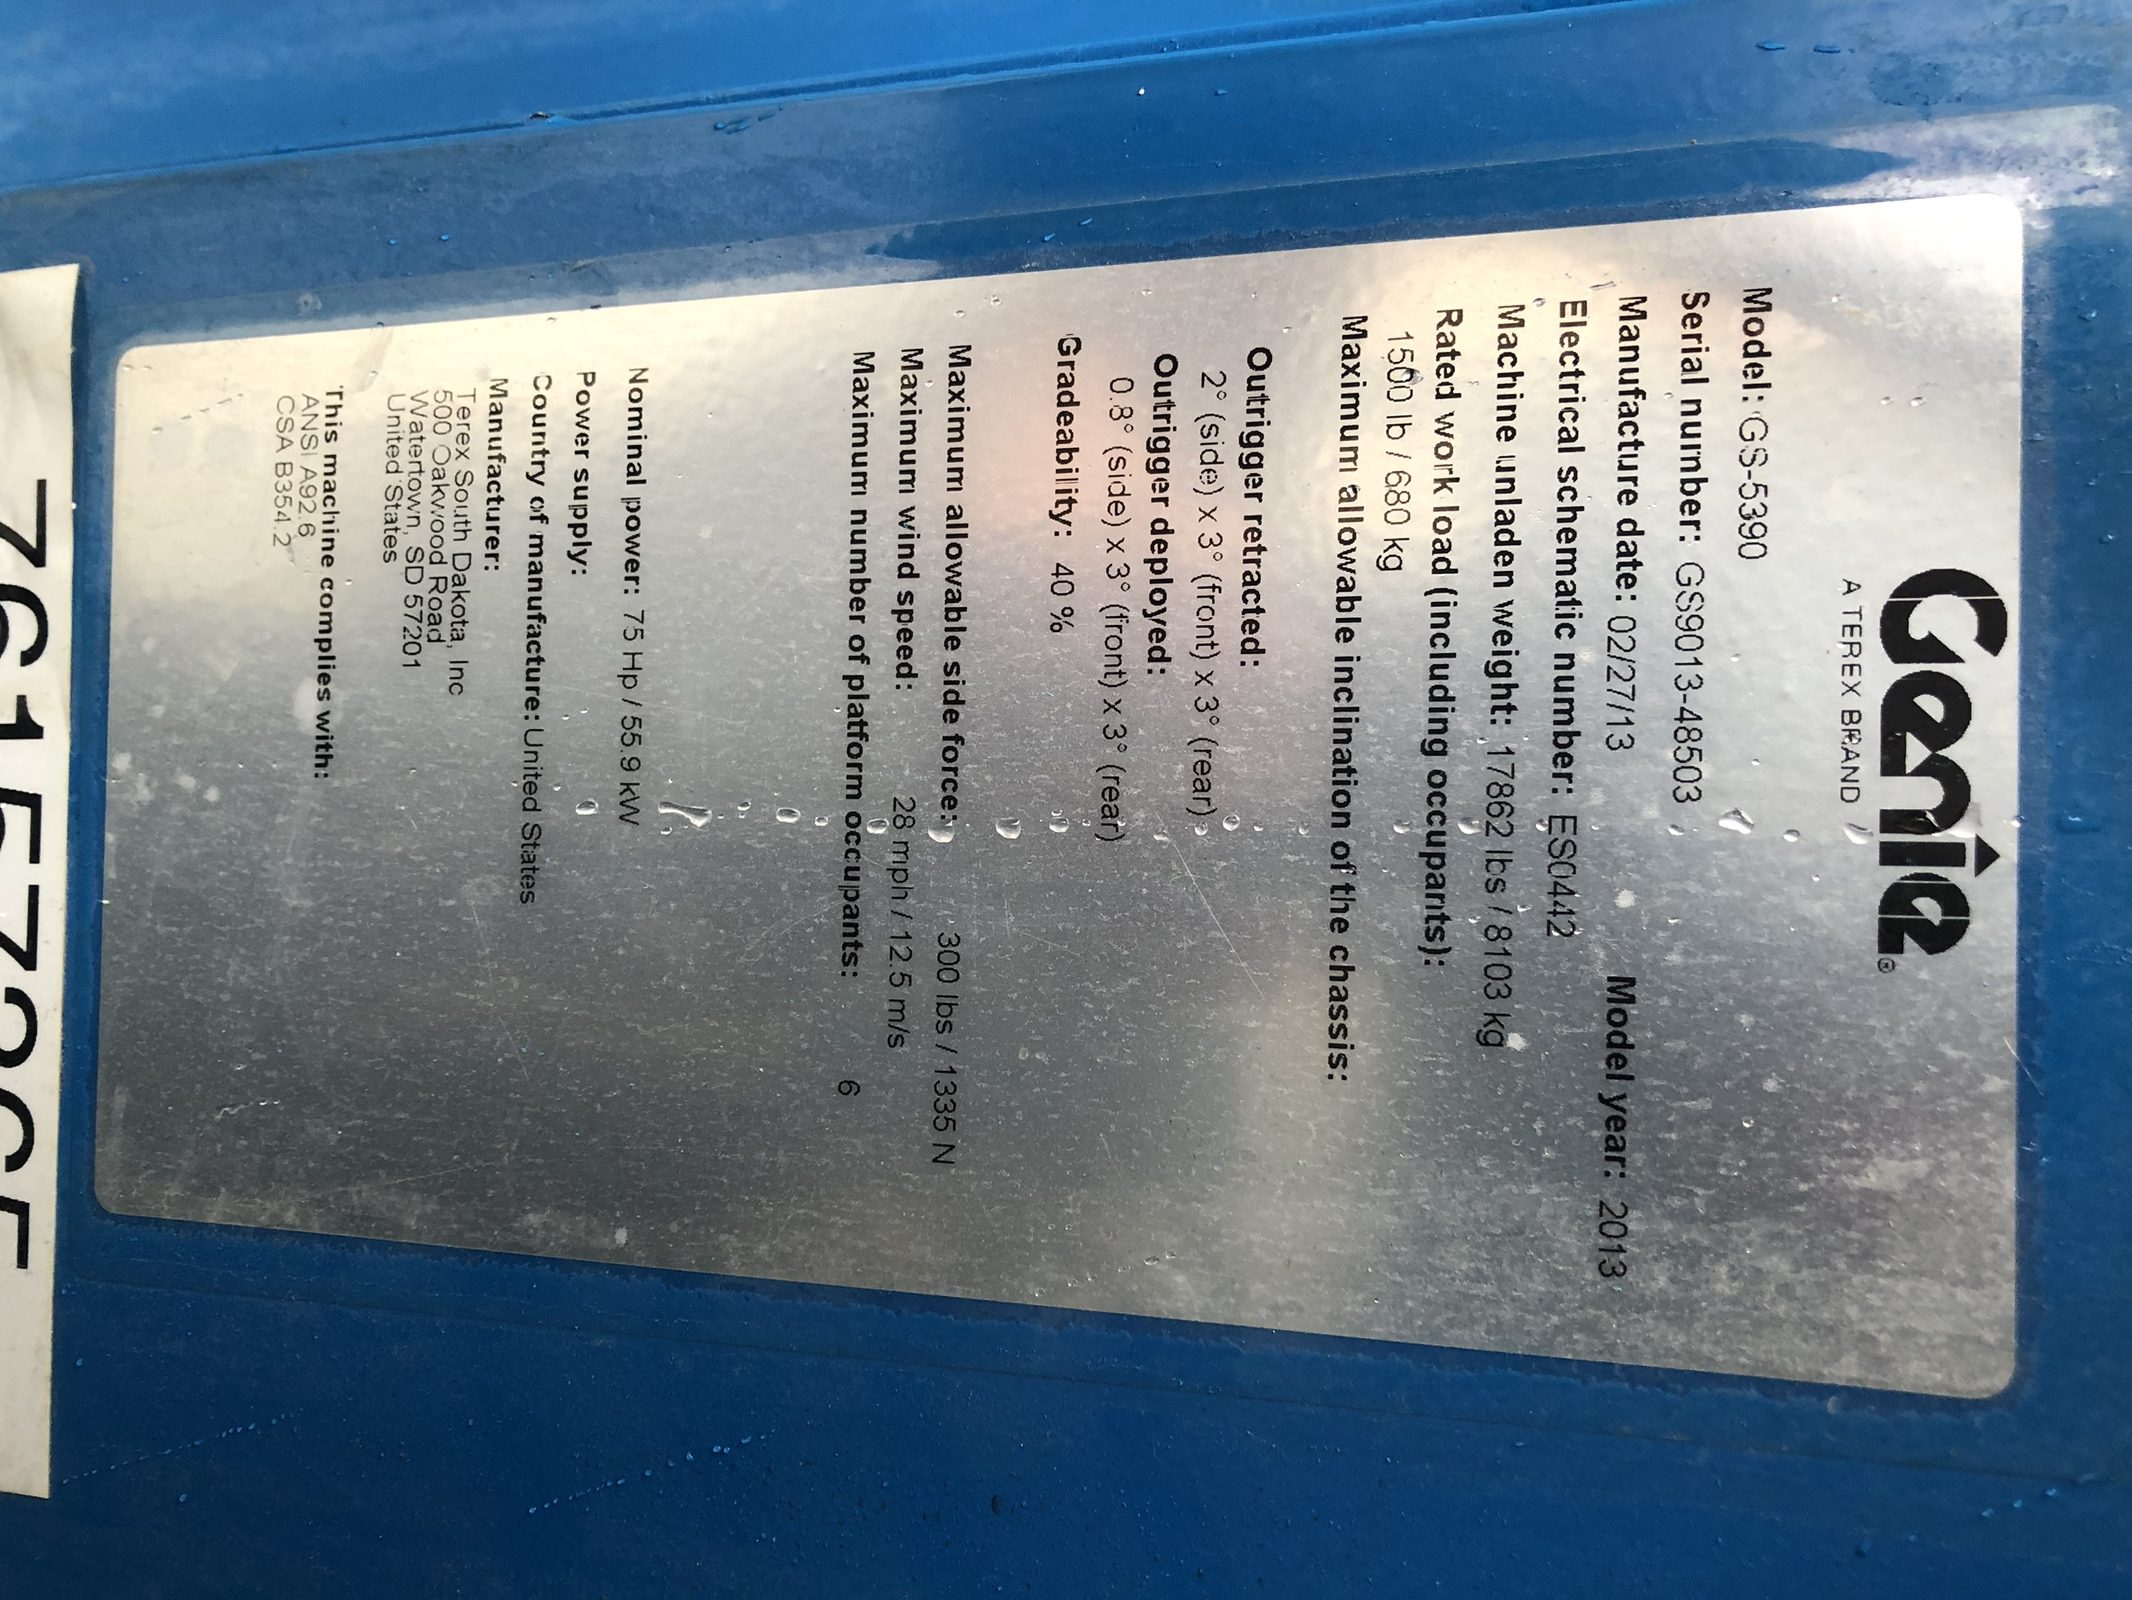 Genie®
A TEREX BRAND
Model: GS-5390
Serial number: GS9013-48503
Manufacture date: 02/27/13 Model year: 2013
Electrical schematic number: ES0442
Machine unladen weight: 17862 lbs / 8103 kg
Rated work load (including occupants):
1500 lb / 680 kg
Maximum allowable inclination of the chassis:
Outrigger retracted:
2° (side) x 3° (front) x 3° (rear)
Outrigger deployed:
0.8° (side) x 3° (front) x 3° (rear)
Gradeability: 40 %
Maximum allowable side force: 300 lbs / 1335 N
Maximum wind speed: 28 mph / 12.5 m/s
Maximum number of platform occupants: 6
Nominal power: 75 Hp / 55.9 kW
Power supply:
Country of manufacture: United States
Manufacturer:
Terex South Dakota, Inc
500 Oakwood Road
Watertown, SD 57201
United States
This machine complies with:
ANSI A92.6
CSA B354.2